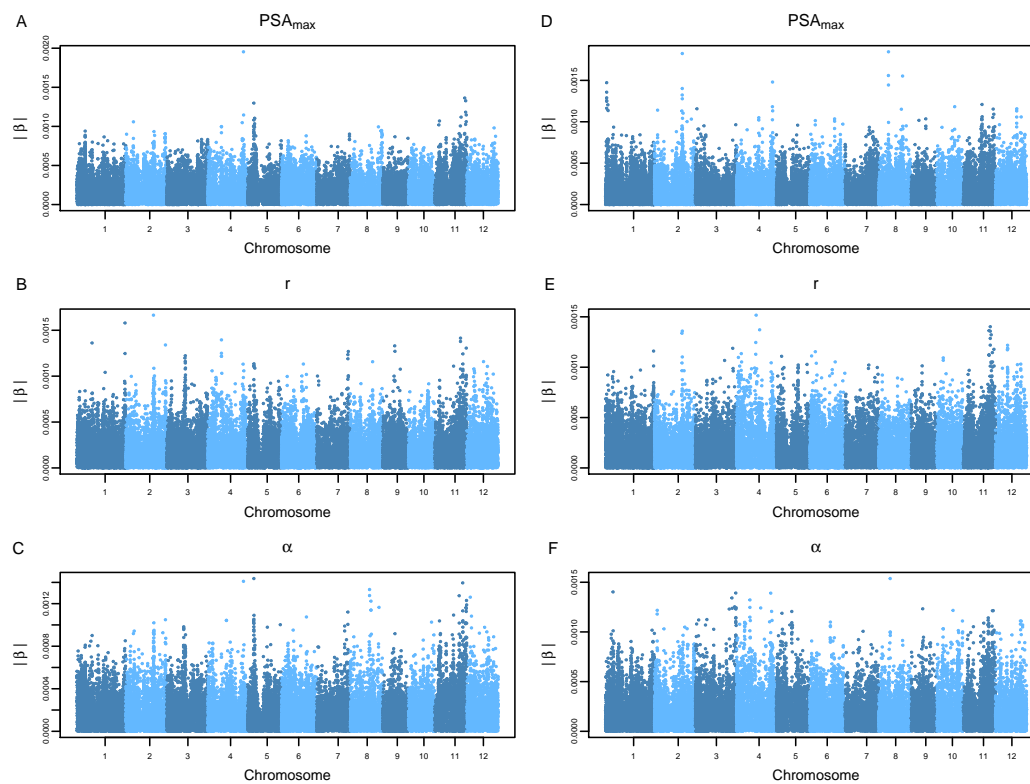 A
PSAmax
| β |
0.0000
0.0005
0.0010
0.0015
0.0020
1 2 3 4 5 6 7 8 9 10 11 12
Chromosome
B
r
| β |
0.0000
0.0005
0.0010
0.0015
1 2 3 4 5 6 7 8 9 10 11 12
Chromosome
C
α
| β |
0.0000
0.0004
0.0008
0.0012
1 2 3 4 5 6 7 8 9 10 11 12
Chromosome
D
PSAmax
| β |
0.0000
0.0005
0.0010
0.0015
1 2 3 4 5 6 7 8 9 10 11 12
Chromosome
E
r
| β |
0.0000
0.0005
0.0010
0.0015
1 2 3 4 5 6 7 8 9 10 11 12
Chromosome
F
α
| β |
0.0000
0.0005
0.0010
0.0015
1 2 3 4 5 6 7 8 9 10 11 12
Chromosome